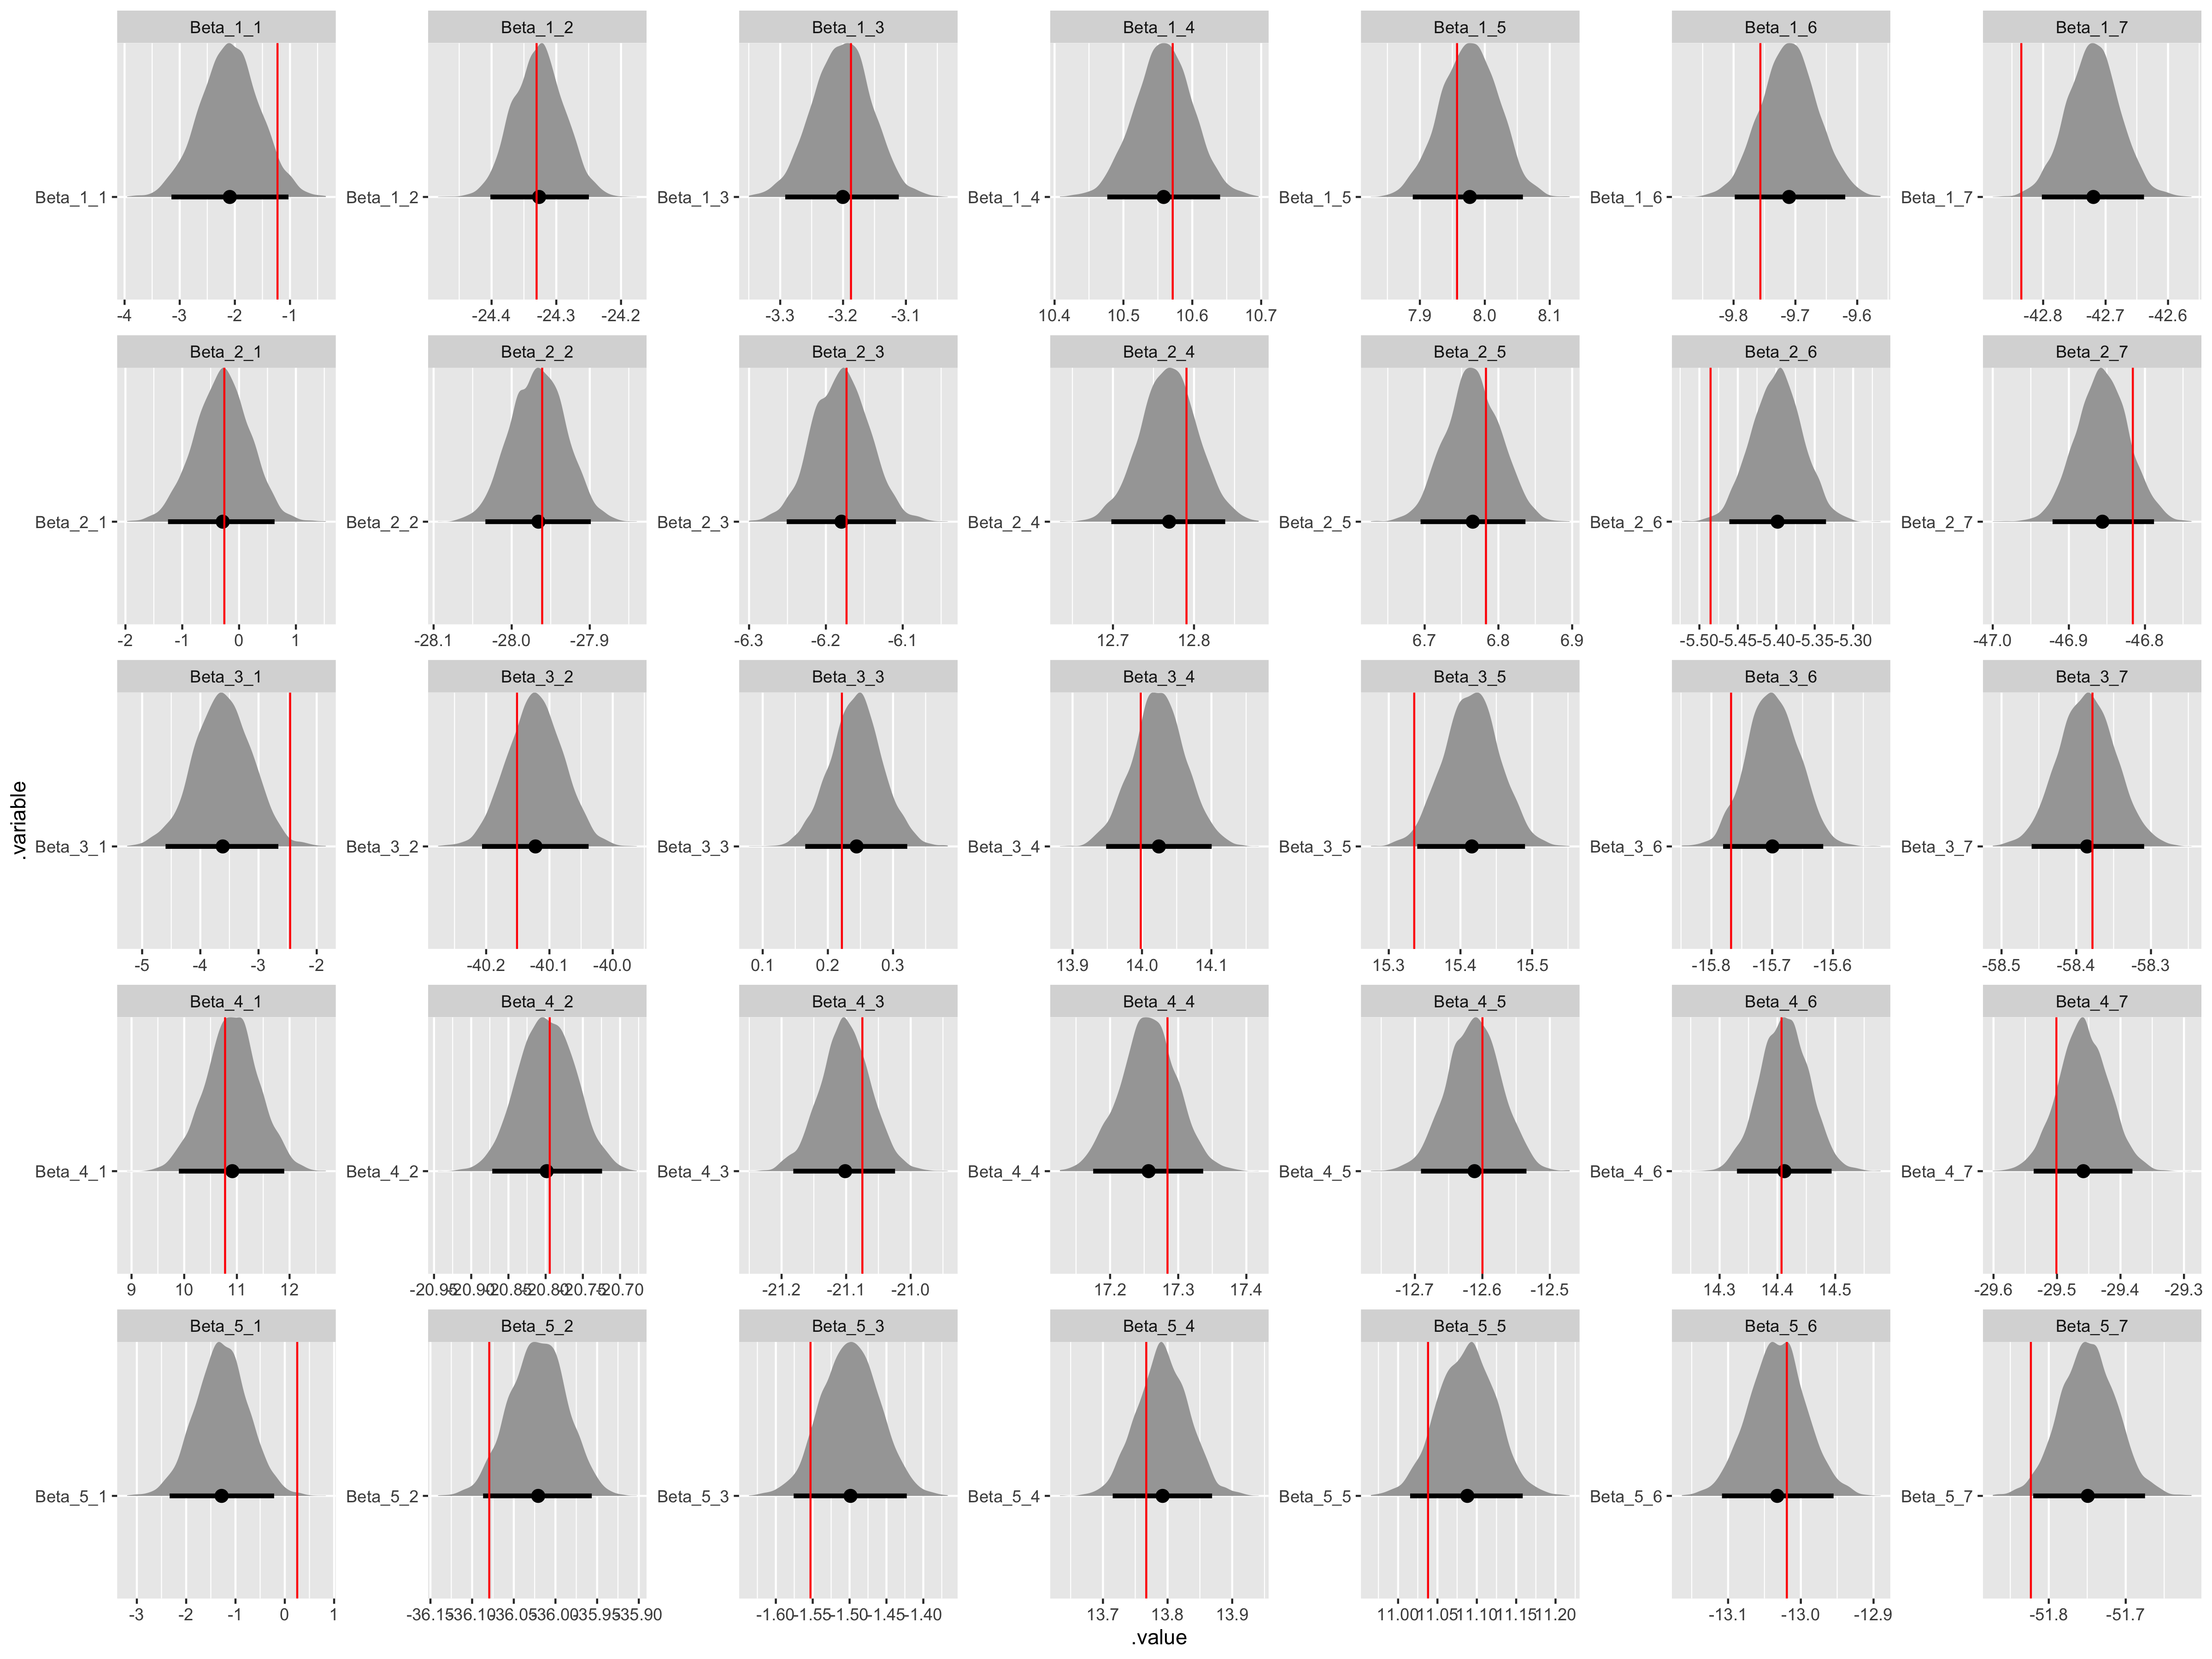 Beta_1_1 Beta_1_2 Beta_1_3 Beta_1_4 Beta_1_5 Beta_1_6 Beta_1_7
Beta_1_1 Beta_1_2 Beta_1_3 Beta_1_4 Beta_1_5 Beta_1_6 Beta_1_7
-4 -3 -2 -1 -24.4 -24.3 -24.2 -3.3 -3.2 -3.1 10.4 10.5 10.6 10.7 7.9 8.0 8.1 -9.8 -9.7 -9.6 -42.8 -42.7 -42.6
Beta_2_1 Beta_2_2 Beta_2_3 Beta_2_4 Beta_2_5 Beta_2_6 Beta_2_7
Beta_2_1 Beta_2_2 Beta_2_3 Beta_2_4 Beta_2_5 Beta_2_6 Beta_2_7
-2 -1 0 1 -28.1 -28.0 -27.9 -6.3 -6.2 -6.1 12.7 12.8 6.7 6.8 6.9 -5.50 -5.45 -5.40 -5.35 -5.30 -47.0 -46.9 -46.8
Beta_3_1 Beta_3_2 Beta_3_3 Beta_3_4 Beta_3_5 Beta_3_6 Beta_3_7
.variable
Beta_3_1 Beta_3_2 Beta_3_3 Beta_3_4 Beta_3_5 Beta_3_6 Beta_3_7
-5 -4 -3 -2 -40.2 -40.1 -40.0 0.1 0.2 0.3 13.9 14.0 14.1 15.3 15.4 15.5 -15.8 -15.7 -15.6 -58.5 -58.4 -58.3
Beta_4_1 Beta_4_2 Beta_4_3 Beta_4_4 Beta_4_5 Beta_4_6 Beta_4_7
Beta_4_1 Beta_4_2 Beta_4_3 Beta_4_4 Beta_4_5 Beta_4_6 Beta_4_7
9 10 11 12 -20.95 -20.90 -20.85 -20.80 -20.75 -20.70 -21.2 -21.1 -21.0 17.2 17.3 17.4 -12.7 -12.6 -12.5 14.3 14.4 14.5 -29.6 -29.5 -29.4 -29.3
Beta_5_1 Beta_5_2 Beta_5_3 Beta_5_4 Beta_5_5 Beta_5_6 Beta_5_7
Beta_5_1 Beta_5_2 Beta_5_3 Beta_5_4 Beta_5_5 Beta_5_6 Beta_5_7
-3 -2 -1 0 1 -36.15 -36.10 -36.05 -36.00 -35.95 -35.90 -1.60 -1.55 -1.50 -1.45 -1.40 13.7 13.8 13.9 11.00 11.05 11.10 11.15 11.20 -13.1 -13.0 -12.9 -51.8 -51.7
.value